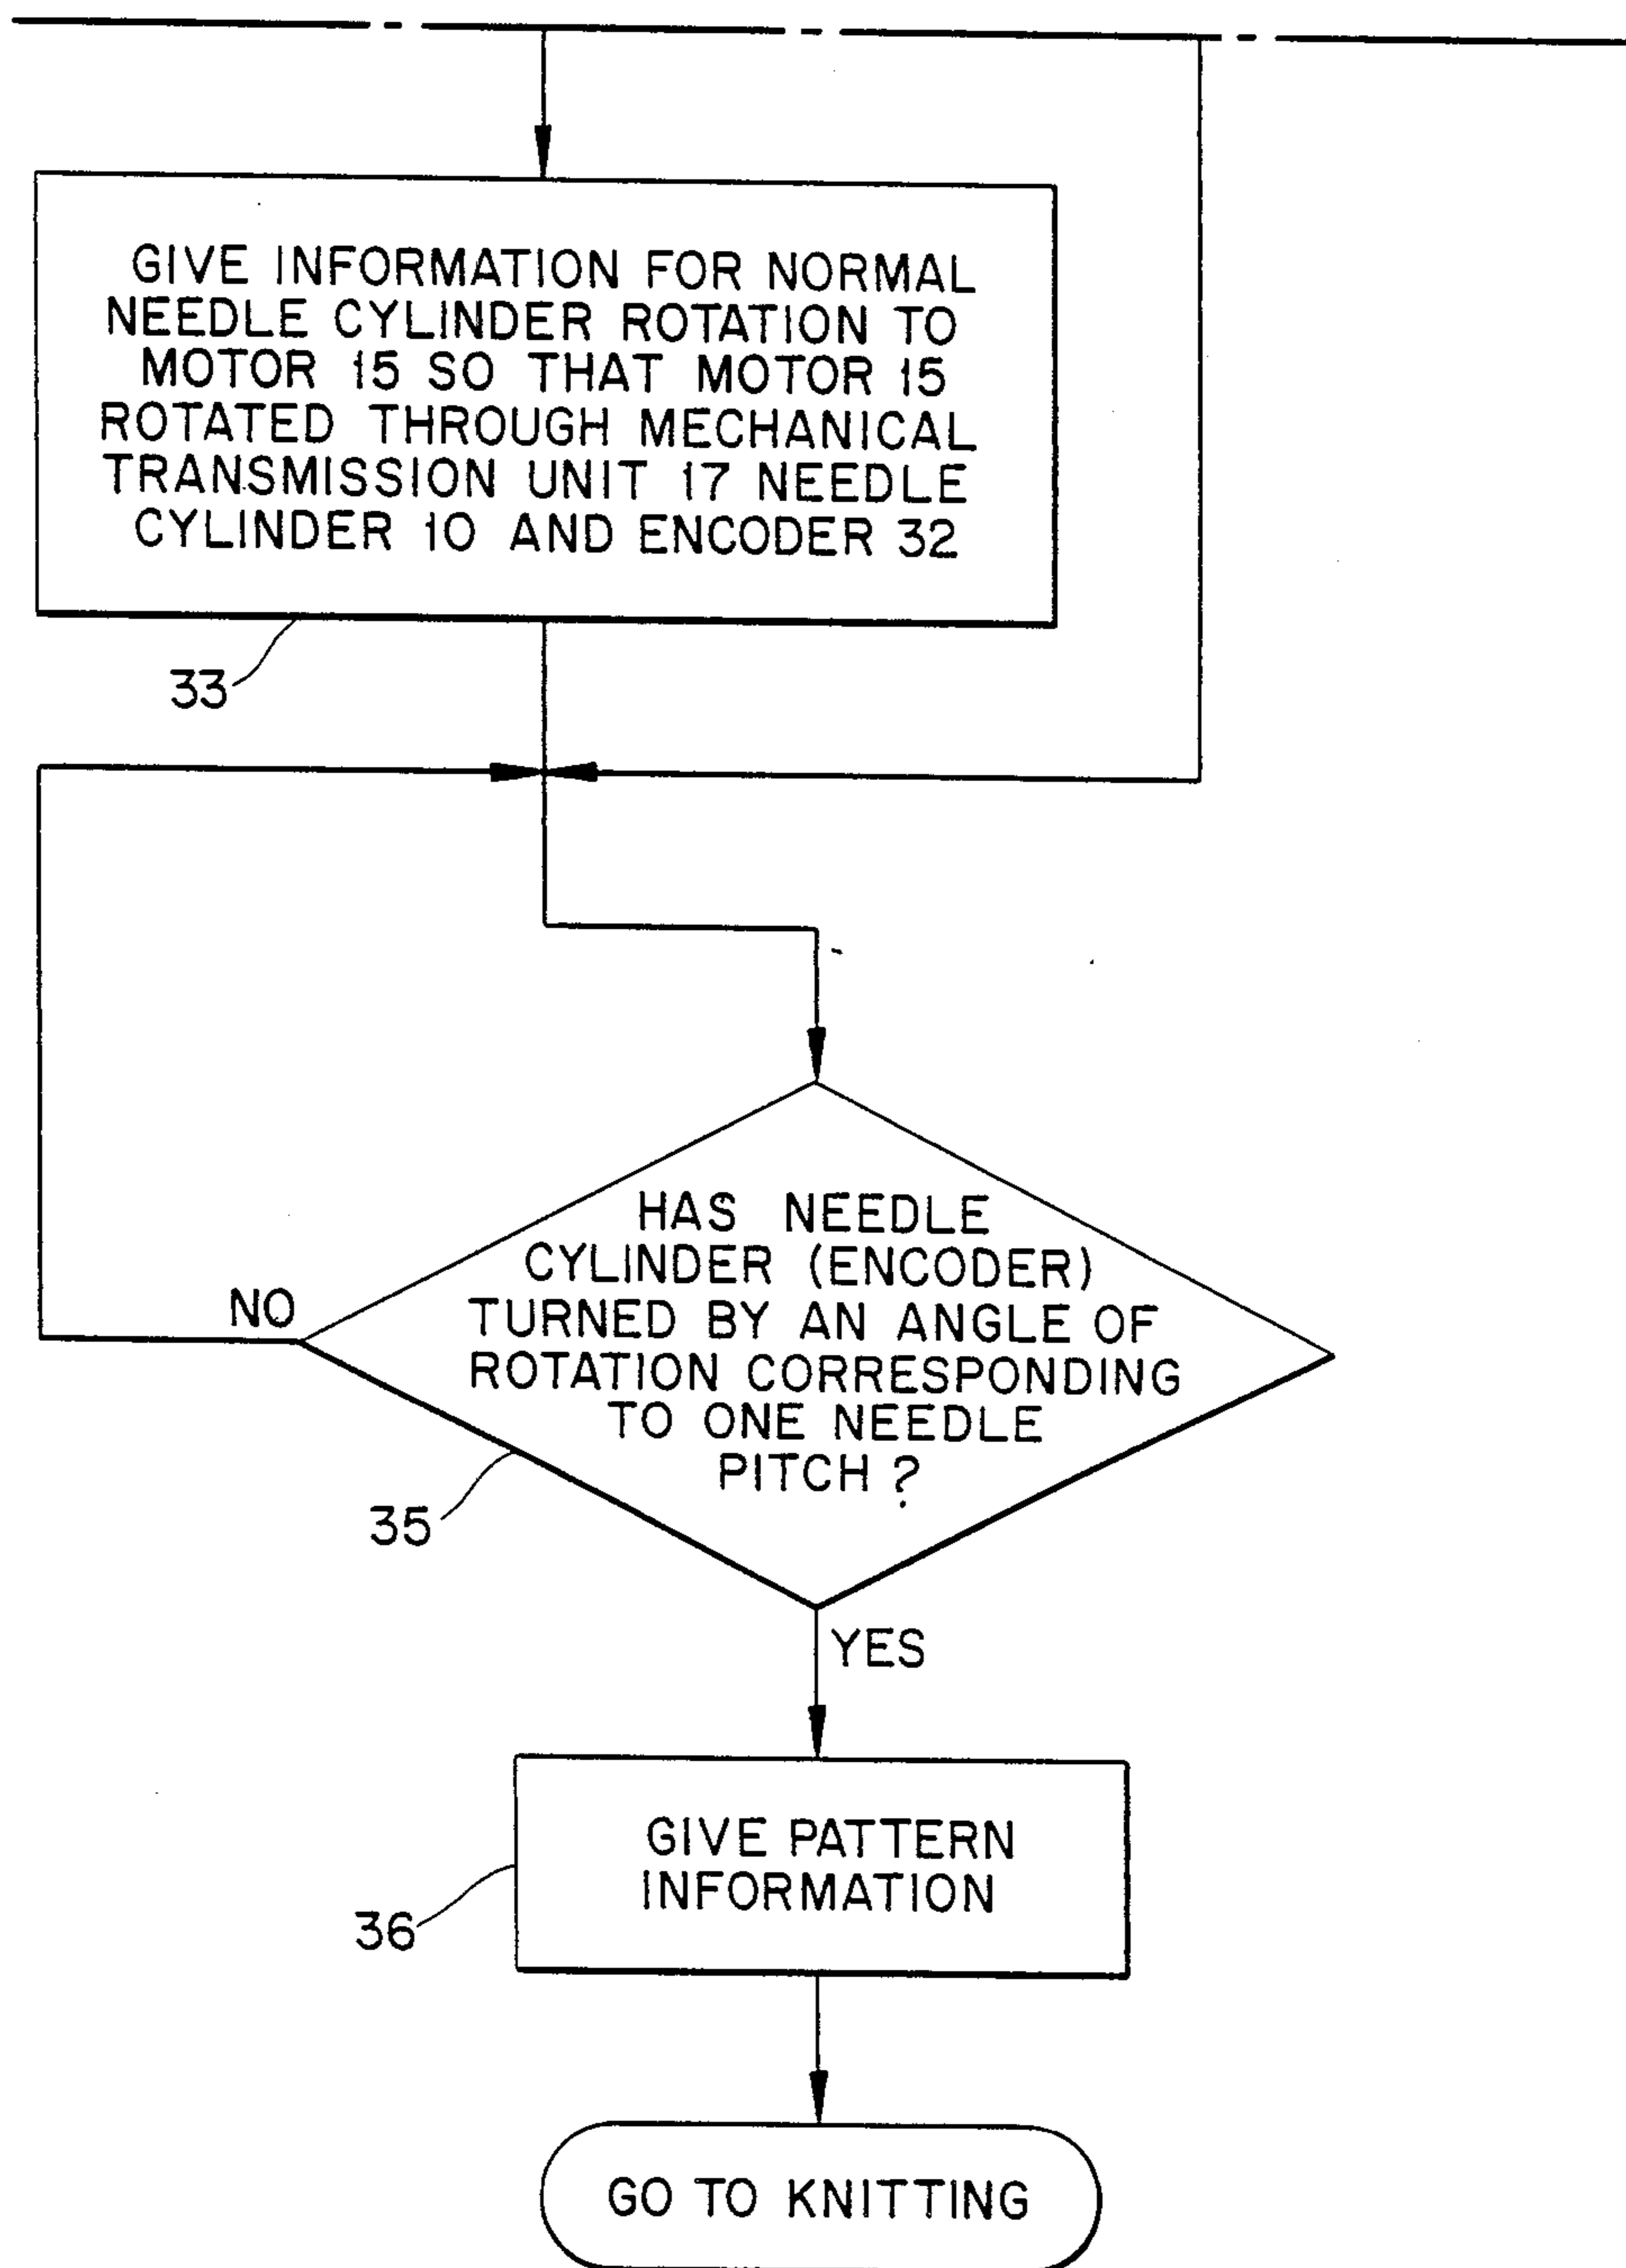 GIVE INFORMATION FOR NORMAL
NEEDLE CYLINDER ROTATION TO
MOTOR 15 SO THAT MOTOR 15
ROTATED THROUGH MECHANICAL
TRANSMISSION UNIT 17 NEEDLE
CYLINDER 10 AND ENCODER 32
33
HAS NEEDLE
CYLINDER (ENCODER)
TURNED BY AN ANGLE OF
ROTATION CORRESPONDING
TO ONE NEEDLE
PITCH ?
NO
35
YES
GIVE PATTERN
INFORMATION
36
GO TO KNITTING